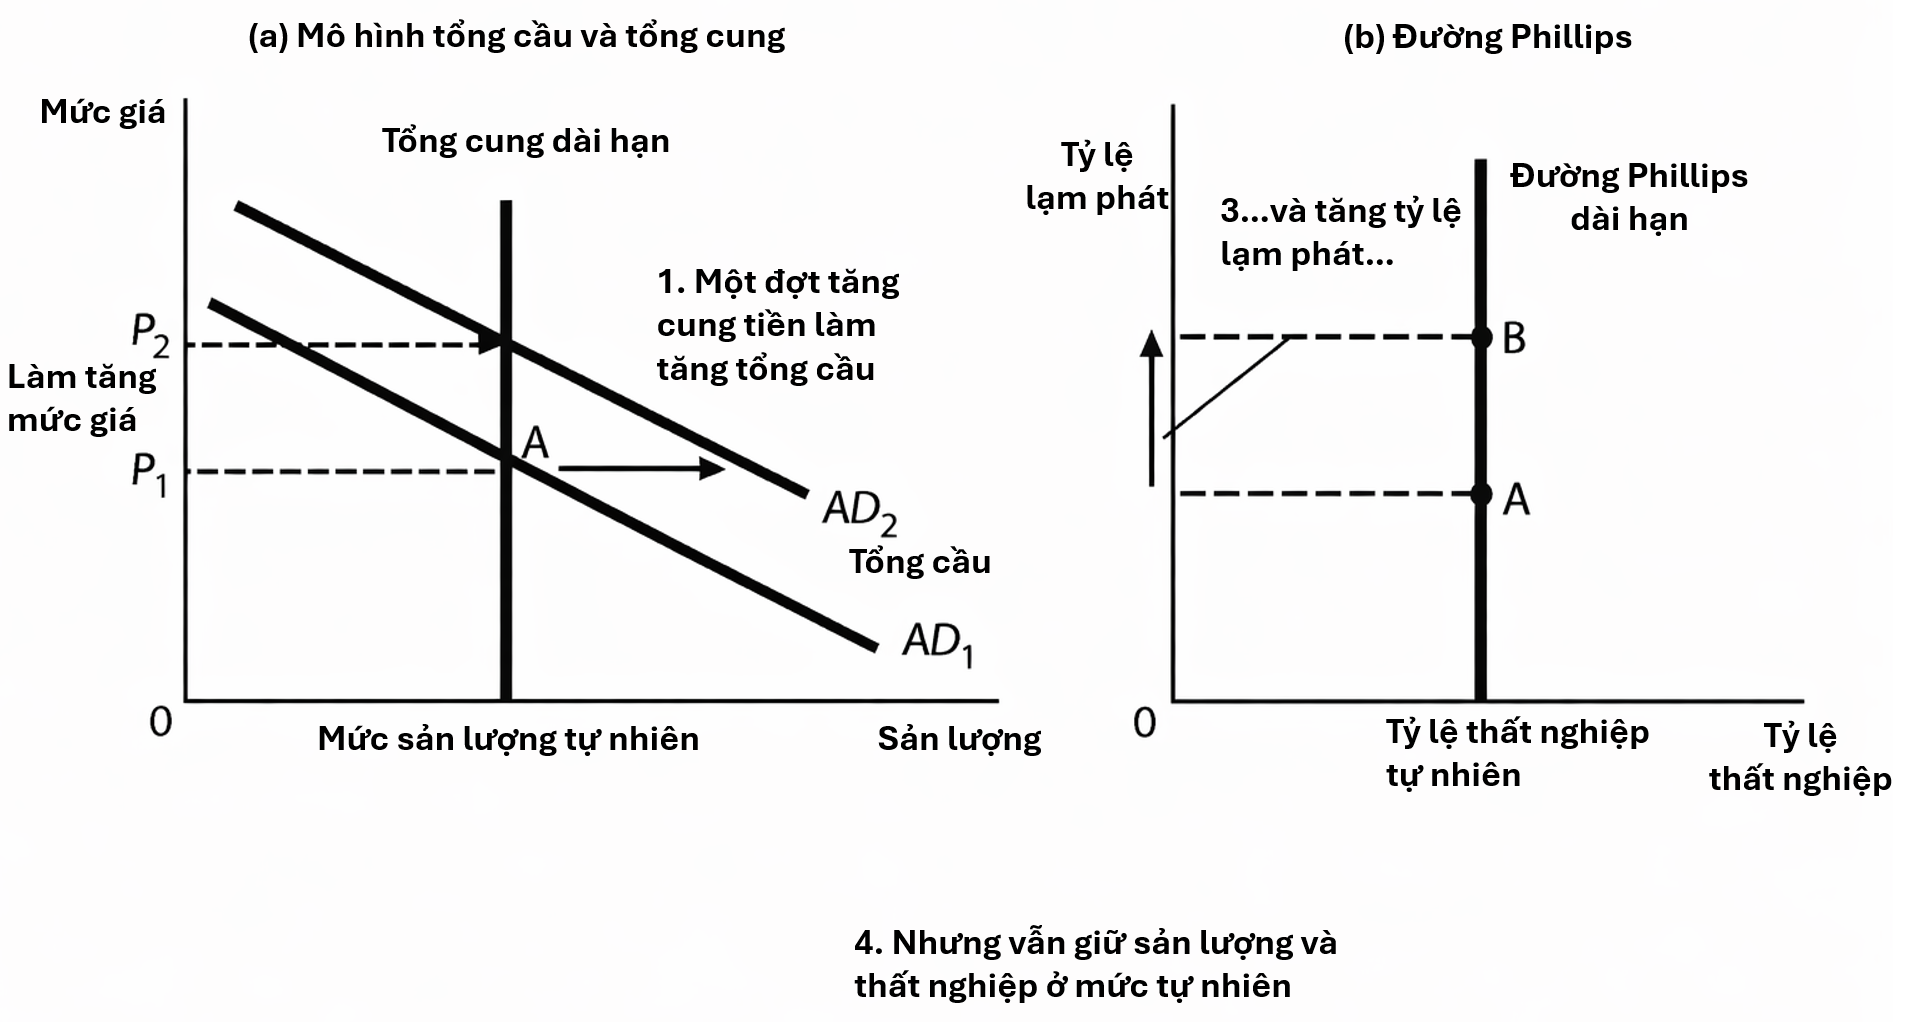 (a) Mô hình tổng cầu và tổng cung
Mức giá
Tổng cung dài hạn
1. Một đợt tăng
cung tiền làm
tăng tổng cầu
P2
Làm tăng
mức giá
P1
A
AD2
Tổng cầu
AD1
0
Mức sản lượng tự nhiên
Sản lượng
(b) Đường Phillips
Tỷ lệ
lạm phát
3...và tăng tỷ lệ
lạm phát...
Đường Phillips
dài hạn
B
A
0
Tỷ lệ thất nghiệp
tự nhiên
Tỷ lệ
thất nghiệp
4. Nhưng vẫn giữ sản lượng và
thất nghiệp ở mức tự nhiên